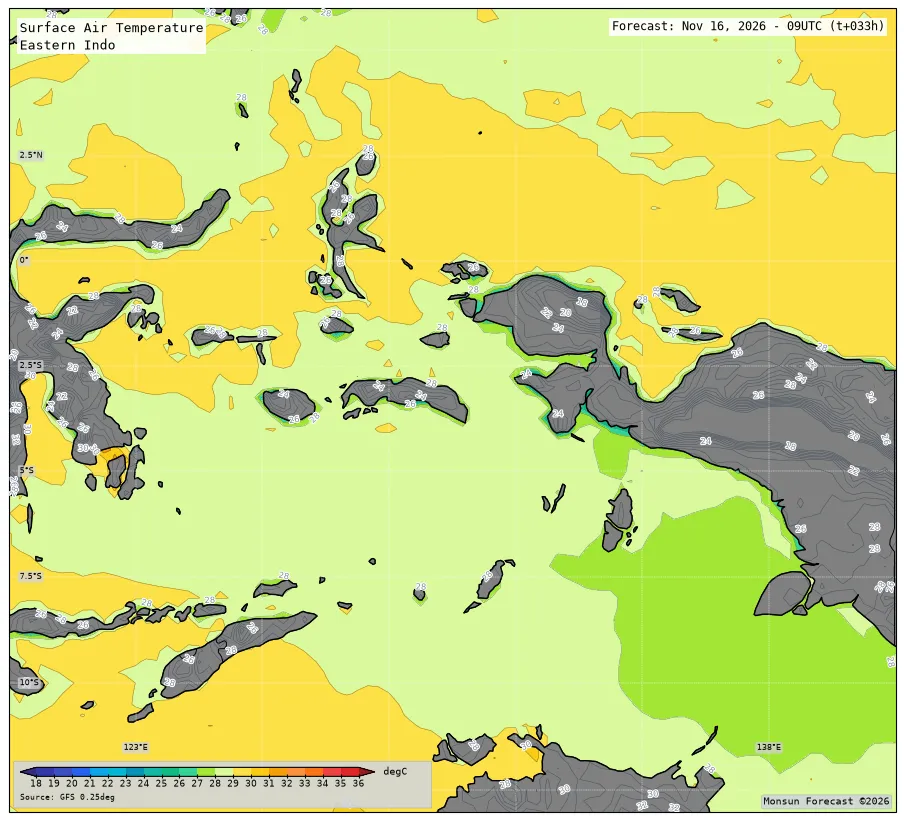 Surface Air Temperature
Eastern Indo
Forecast: Nov 16, 2026 - 09UTC (t+033h)
2.5°N
0°
2.5°S
5°S
7.5°S
10°S
123°E
138°E
degC
18 19 20 21 22 23 24 25 26 27 28 29 30 31 32 33 34 35 36
Source: GFS 0.25deg
Monsun Forecast ©2026